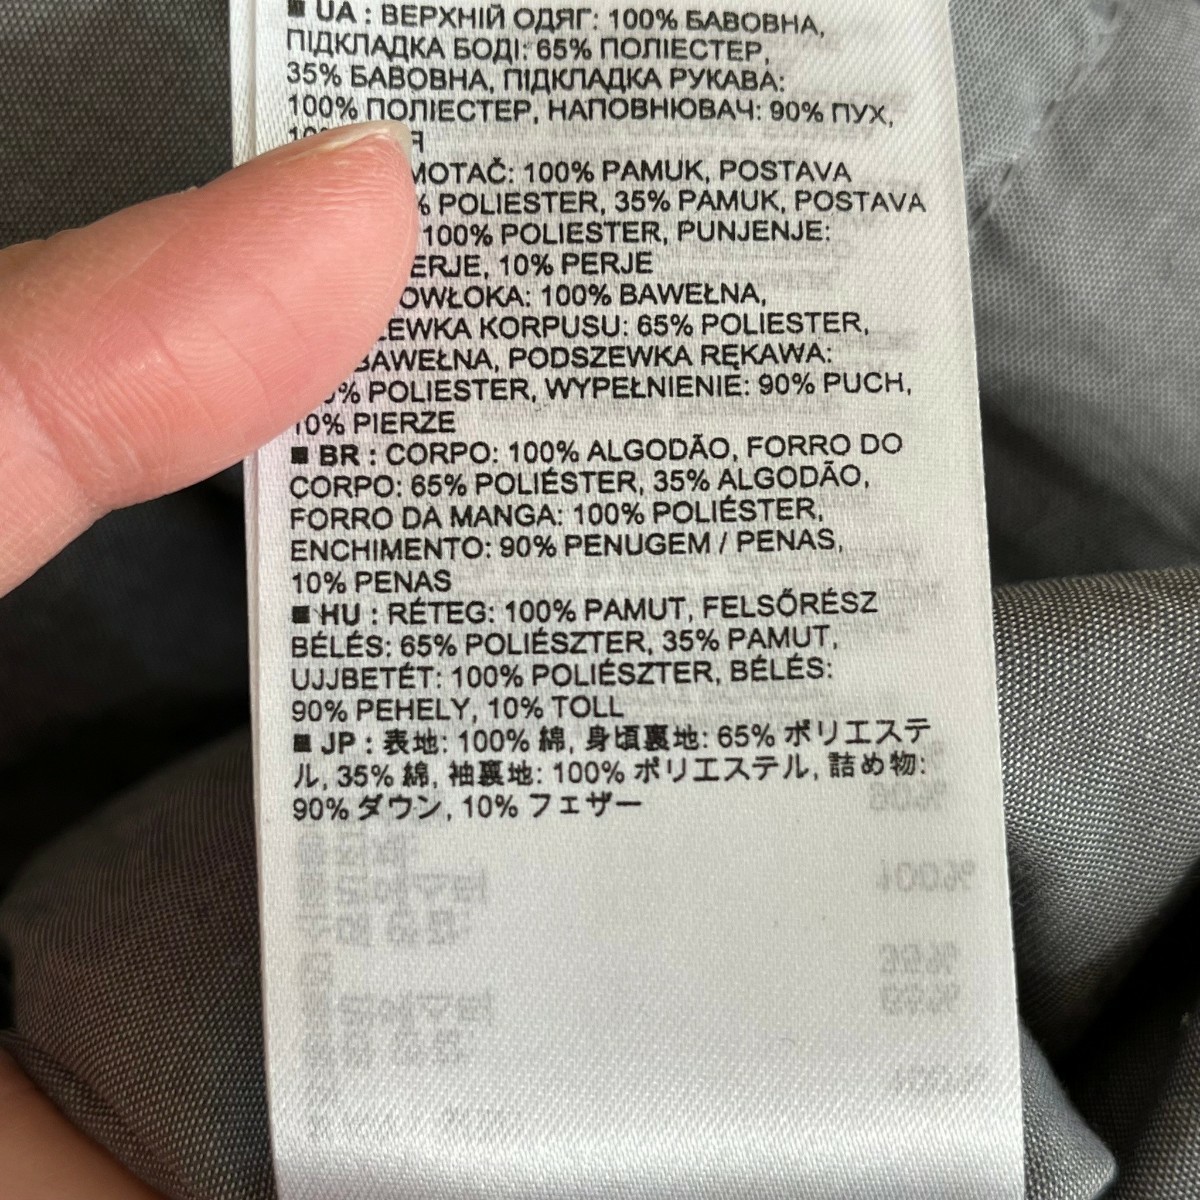 ■ UA : ВЕРХНІЙ ОДЯГ: 100% БАВОВНА,
ПІДКЛАДКА БОДІ: 65% ПОЛІЕСТЕР,
35% БАВОВНА, ПІДКЛАДКА РУКАВА:
100% ПОЛІЕСТЕР, НАПОВНЮВАЧ: 90% ПУХ,
100% PAMUK, POSTAVA
POLIESTER, 35% PAMUK, POSTAVA
100% POLIESTER, PUNJENJE:
10% PERJE
100% BAWEŁNA,
KORPUSU: 65% POLIESTER,
PODSZEWKA RĘKAWA:
POLIESTER, WYPEŁNIENIE: 90% PUCH,
10% PIERZE
■ BR : CORPO: 100% ALGODÃO, FORRO DO
CORPO: 65% POLIÉSTER, 35% ALGODÃO,
FORRO DA MANGA: 100% POLIÉSTER,
ENCHIMENTO: 90% PENUGEM / PENAS,
10% PENAS
■ HU : RÉTEG: 100% PAMUT, FELSŐRÉSZ
BÉLÉS: 65% POLIÉSZTER, 35% PAMUT,
UJJBETÉT: 100% POLIÉSZTER, BÉLÉS:
90% PEHELY, 10% TOLL
■ JP : 表地: 100% 綿, 身頃裏地: 65% ポリエステ
ル, 35% 綿, 袖裏地: 100% ポリエステル, 詰め物:
90% ダウン, 10% フェザー